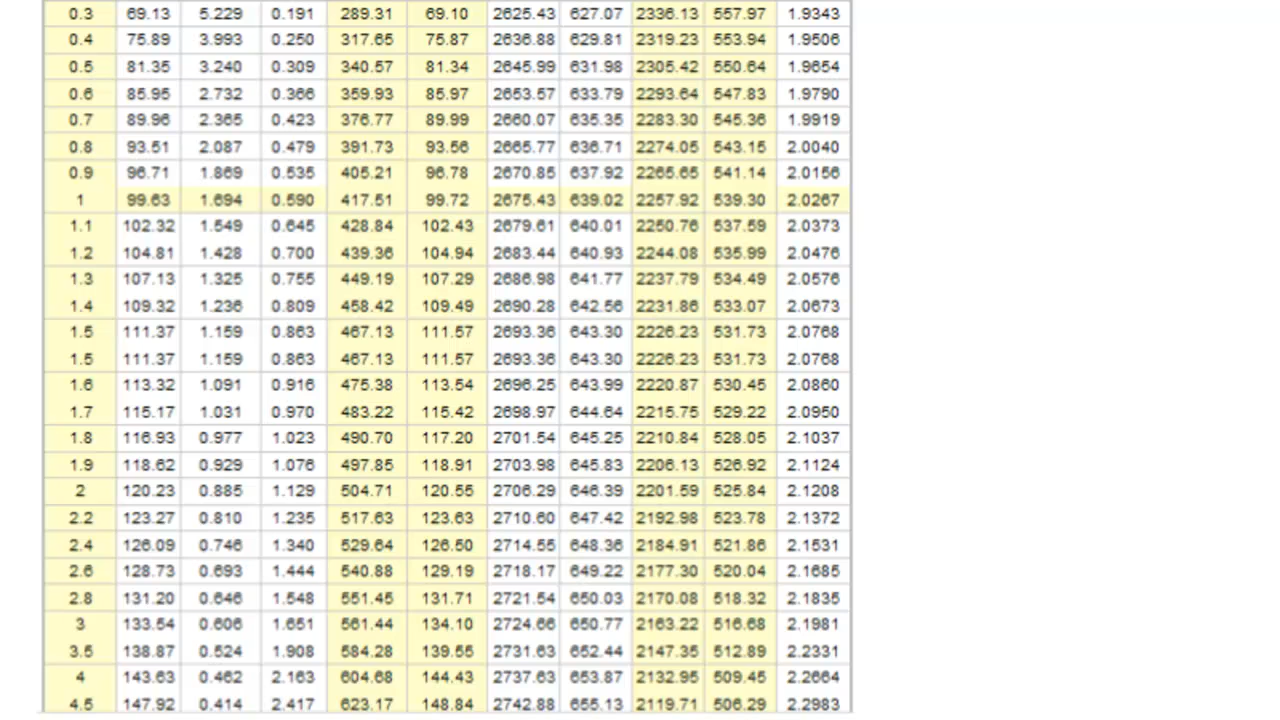 0.3 69.13 5.229 0.191 289.31 69.10 2625.43 627.07 2336.13 557.97 1.9343
0.4 75.89 3.993 0.250 317.65 75.87 2636.88 629.81 2319.23 553.94 1.9506
0.5 81.35 3.240 0.309 340.57 81.34 2645.99 631.98 2305.42 550.64 1.9654
0.6 85.95 2.732 0.366 359.93 85.97 2653.57 633.79 2293.64 547.83 1.9790
0.7 89.96 2.365 0.423 376.77 89.99 2660.07 635.35 2283.30 545.36 1.9919
0.8 93.51 2.087 0.479 391.73 93.56 2665.77 636.71 2274.05 543.15 2.0040
0.9 96.71 1.869 0.535 405.21 96.78 2670.85 637.92 2265.65 541.14 2.0156
1 99.63 1.694 0.590 417.51 99.72 2675.43 639.02 2257.92 539.30 2.0267
1.1 102.32 1.549 0.645 428.84 102.43 2679.61 640.01 2250.76 537.59 2.0373
1.2 104.81 1.428 0.700 439.36 104.94 2683.44 640.93 2244.08 535.99 2.0476
1.3 107.13 1.325 0.755 449.19 107.29 2686.98 641.77 2237.79 534.49 2.0576
1.4 109.32 1.236 0.809 458.42 109.49 2690.28 642.56 2231.86 533.07 2.0673
1.5 111.37 1.159 0.863 467.13 111.57 2693.36 643.30 2226.23 531.73 2.0768
1.5 111.37 1.159 0.863 467.13 111.57 2693.36 643.30 2226.23 531.73 2.0768
1.6 113.32 1.091 0.916 475.38 113.54 2696.25 643.99 2220.87 530.45 2.0860
1.7 115.17 1.031 0.970 483.22 115.42 2698.97 644.64 2215.75 529.22 2.0950
1.8 116.93 0.977 1.023 490.70 117.20 2701.54 645.25 2210.84 528.05 2.1037
1.9 118.62 0.929 1.076 497.85 118.91 2703.98 645.83 2206.13 526.92 2.1124
2 120.23 0.885 1.129 504.71 120.55 2706.29 646.39 2201.59 525.84 2.1208
2.2 123.27 0.810 1.235 517.63 123.63 2710.60 647.42 2192.98 523.78 2.1372
2.4 126.09 0.746 1.340 529.64 126.50 2714.55 648.36 2184.91 521.86 2.1531
2.6 128.73 0.693 1.444 540.88 129.19 2718.17 649.22 2177.30 520.04 2.1685
2.8 131.20 0.646 1.548 551.45 131.71 2721.54 650.03 2170.08 518.32 2.1835
3 133.54 0.606 1.651 561.44 134.10 2724.66 650.77 2163.22 516.68 2.1981
3.5 138.87 0.524 1.908 584.28 139.55 2731.63 652.44 2147.35 512.89 2.2331
4 143.63 0.462 2.163 604.68 144.43 2737.63 653.87 2132.95 509.45 2.2664
4.5 147.92 0.414 2.417 623.17 148.84 2742.88 655.13 2119.71 506.29 2.2983